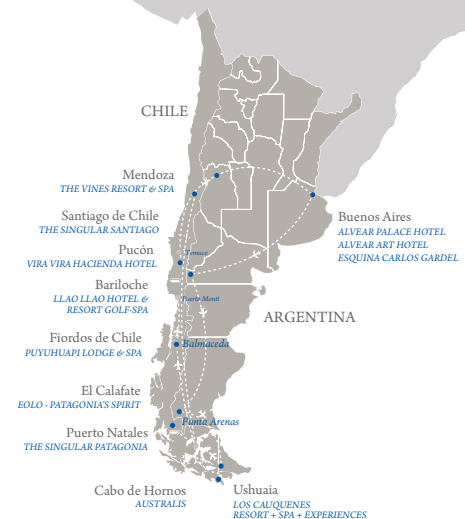 CHILE
Mendoza
THE VINES RESORT & SPA
Santiago de Chile
THE SINGULAR SANTIAGO
Buenos Aires
ALVEAR PALACE HOTEL
ALVEAR ART HOTEL
ESQUINA CARLOS GARDEL
Pucón
VIRA VIRA HACIENDA HOTEL
Temuco
Bariloche
LLAO LLAO HOTEL &
RESORT GOLF-SPA
Puerto Montt
ARGENTINA
Fiordos de Chile
PUYUHUAPI LODGE & SPA
Balmaceda
El Calafate
EOLO - PATAGONIA'S SPIRIT
Punta Arenas
Puerto Natales
THE SINGULAR PATAGONIA
Cabo de Hornos
AUSTRALIS
Ushuaia
LOS CAUQUENES
RESORT + SPA + EXPERIENCES